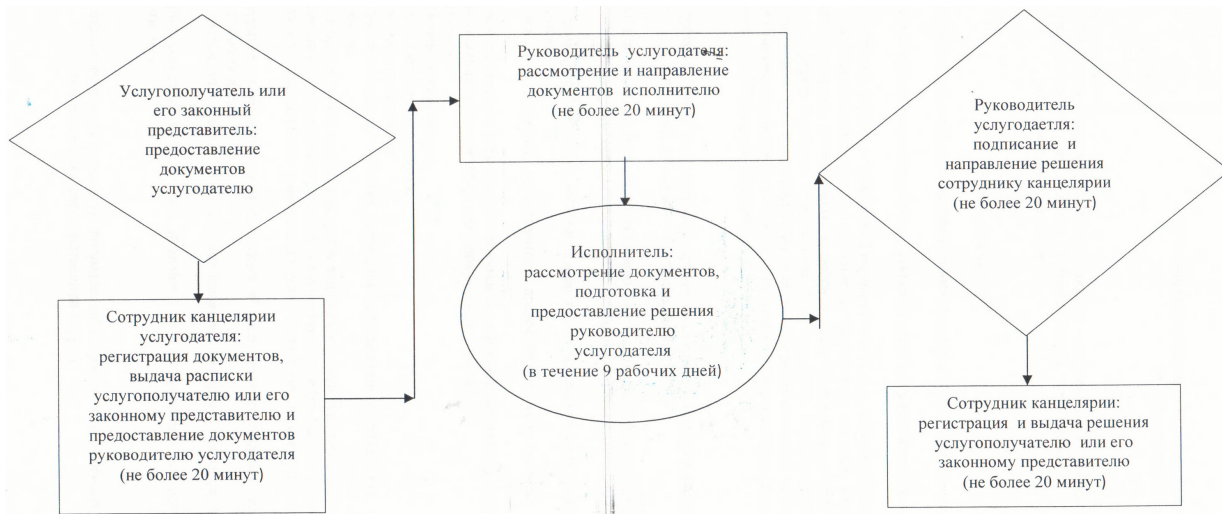 Услугополучатель или
его законный
представитель:
предоставление
документов
услугодателю
Сотрудник канцелярии
услугодателя:
регистрация документов,
выдача расписки
услугополучателю или его
законному представителю и
предоставление документов
руководителю услугодателя
(не более 20 минут)
Руководитель услугодателя:
рассмотрение и направление
документов исполнителю
(не более 20 минут)
Исполнитель:
рассмотрение документов,
подготовка и
предоставление решения
руководителю
услугодателя
(в течение 9 рабочих дней)
Руководитель
услугодаетля:
подписание и
направление решения
сотруднику канцелярии
(не более 20 минут)
Сотрудник канцелярии:
регистрация и выдача решения
услугополучателю или его
законному представителю
(не более 20 минут)